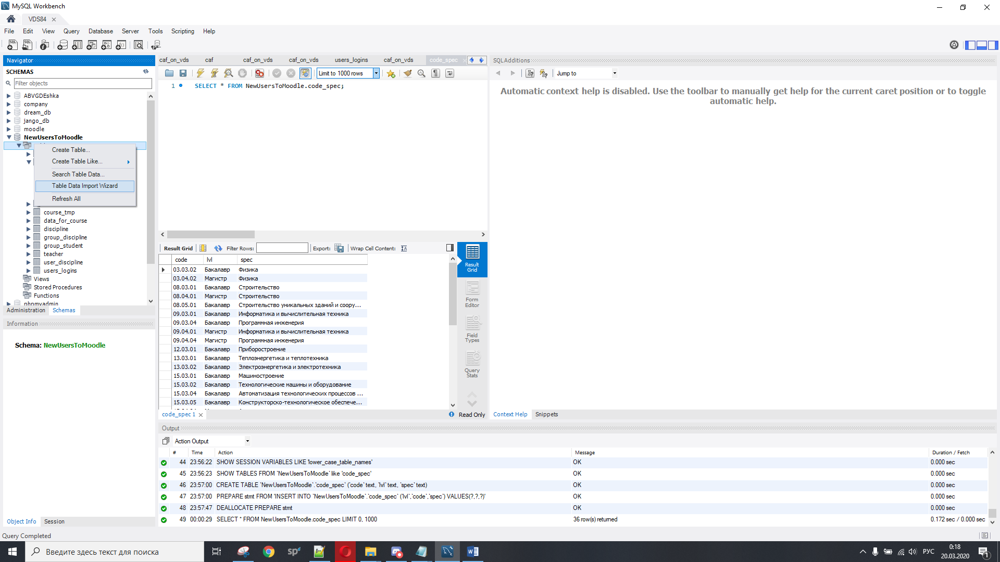 MySQL Workbench
VDS84
File Edit View Query Database Server Tools Scripting Help
Navigator
SCHEMAS
Filter objects
ABVGDEshka
company
dream_db
jango_db
moodle
NewUsersToMoodle
Create Table...
Create Table Like...
Search Table Data...
Table Data Import Wizard
Refresh All
course_tmp
data_for_course
discipline
group_discipline
group_student
teacher
user_discipline
users_logins
Views
Stored Procedures
Functions
phpmyadmin
Administration Schemas
Information
Schema: NewUsersToMoodle
Object Info Session
caf_on_vds caf caf_on_vds caf_on_vds users_logins caf_on_vds code_spec
Limit to 1000 rows
1 SELECT * FROM NewUsersToMoodle.code_spec;
Result Grid Filter Rows: Export: Wrap Cell Content:
code lvl spec
03.03.02 Бакалавр Физика
03.04.02 Магистр Физика
08.03.01 Бакалавр Строительство
08.04.01 Магистр Строительство
08.05.01 Бакалавр Строительство уникальных зданий и соору...
09.03.01 Бакалавр Информатика и вычислительная техника
09.03.04 Бакалавр Программная инженерия
09.04.01 Магистр Информатика и вычислительная техника
09.04.04 Магистр Программная инженерия
12.03.01 Бакалавр Приборостроение
13.03.01 Бакалавр Теплоэнергетика и теплотехника
13.03.02 Бакалавр Электроэнергетика и электротехника
15.03.01 Бакалавр Машиностроение
15.03.02 Бакалавр Технологические машины и оборудование
15.03.04 Бакалавр Автоматизация технологических процессов ...
15.03.05 Бакалавр Конструкторско-технологическое обеспече...
Result
Grid
Form
Editor
Field
Types
Query
Stats
code_spec 1
Read Only
SQLAdditions
Jump to
Automatic context help is disabled. Use the toolbar to manually get help for the current caret position or to toggle
automatic help.
Context Help Snippets
Output
Action Output
# Time Action Message Duration / Fetch
44 23:56:22 SHOW SESSION VARIABLES LIKE 'lower_case_table_names' OK 0.000 sec
45 23:56:23 SHOW TABLES FROM `NewUsersToMoodle` like 'code_spec' OK 0.000 sec
46 23:57:00 CREATE TABLE `NewUsersToMoodle`.`code_spec` (`code` text, `lvl` text, `spec` text) OK 0.000 sec
47 23:57:00 PREPARE stmt FROM 'INSERT INTO `NewUsersToMoodle`.`code_spec` (`lvl`,`code`,`spec`) VALUES(?,?,?)' OK 0.000 sec
48 23:57:47 DEALLOCATE PREPARE stmt OK 0.000 sec
49 00:00:29 SELECT * FROM NewUsersToMoodle.code_spec LIMIT 0, 1000 36 row(s) returned 0.172 sec / 0.000 sec
Query Completed
Введите здесь текст для поиска
РУС
0:18
20.03.2020
1